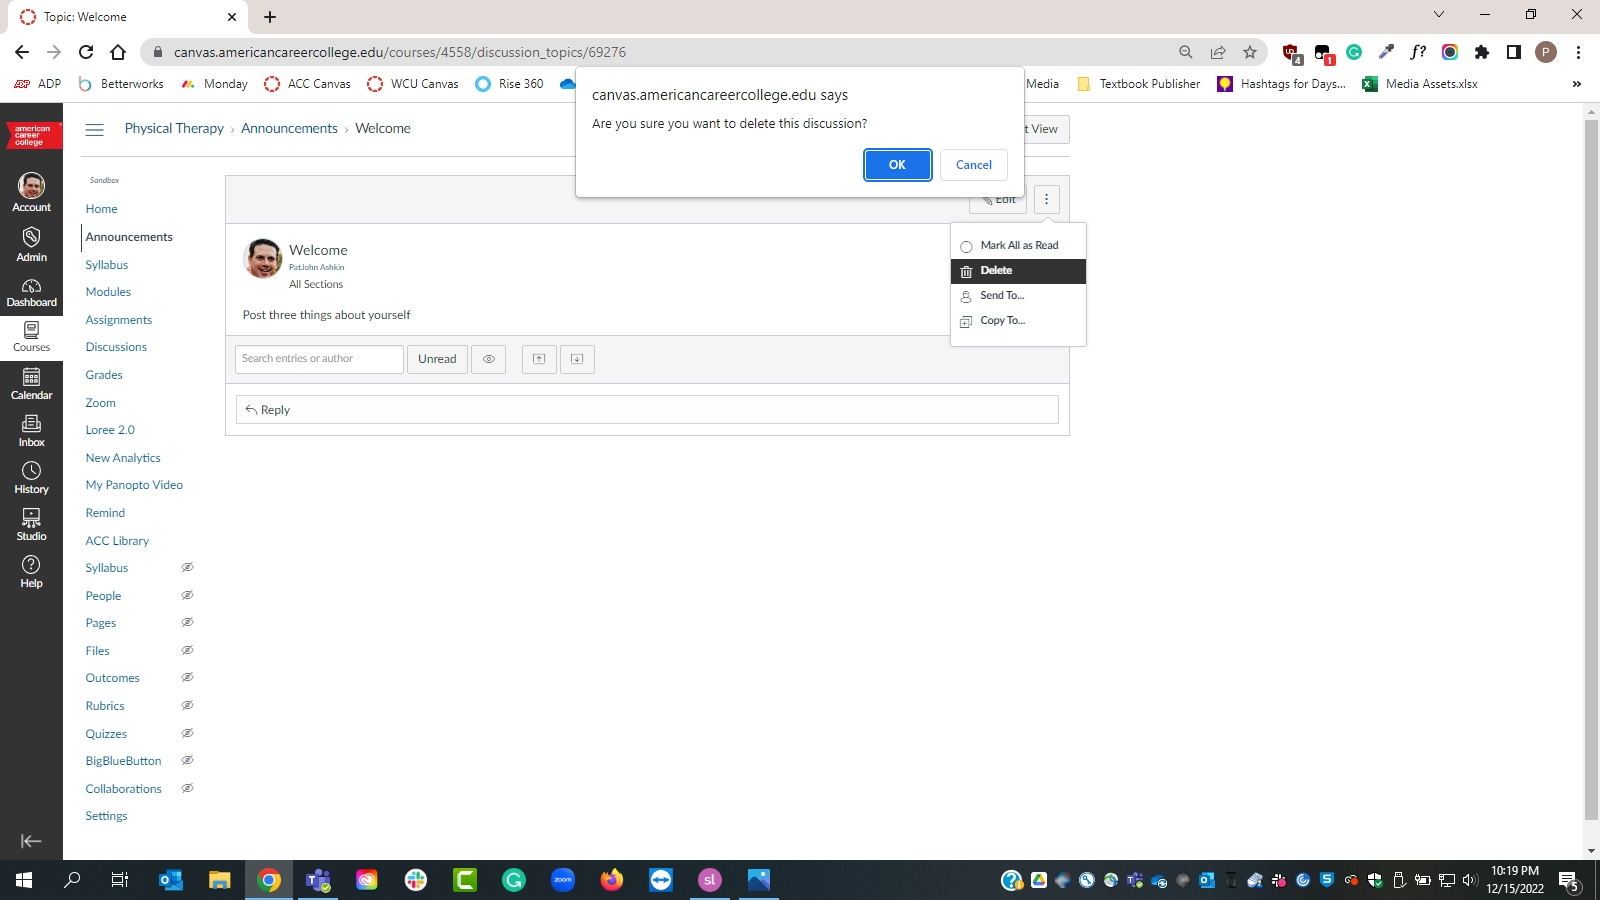 Topic: Welcome
canvas.americancareercollege.edu/courses/4558/discussion_topics/69276
4
1
f?
P
ADP ADP
Betterworks
Monday
ACC Canvas
WCU Canvas
Rise 360
Media
Textbook Publisher
Hashtags for Days...
Media Assets.xlsx
»
canvas.americancareercollege.edu says
Are you sure you want to delete this discussion?
OK
Cancel
american
career
college
Physical Therapy › Announcements › Welcome
t View
Account
Admin
Dashboard
Courses
Calendar
Inbox
History
Studio
Help
Sandbox
Home
Announcements
Syllabus
Modules
Assignments
Discussions
Grades
Zoom
Loree 2.0
New Analytics
My Panopto Video
Remind
ACC Library
Syllabus
People
Pages
Files
Outcomes
Rubrics
Quizzes
BigBlueButton
Collaborations
Settings
Edit
Mark All as Read
Delete
Send To...
Copy To...
Welcome
PatJohn Ashkin
All Sections
Post three things about yourself
Search entries or author
Unread
Reply
zoom
sl
10:19 PM
12/15/2022
5